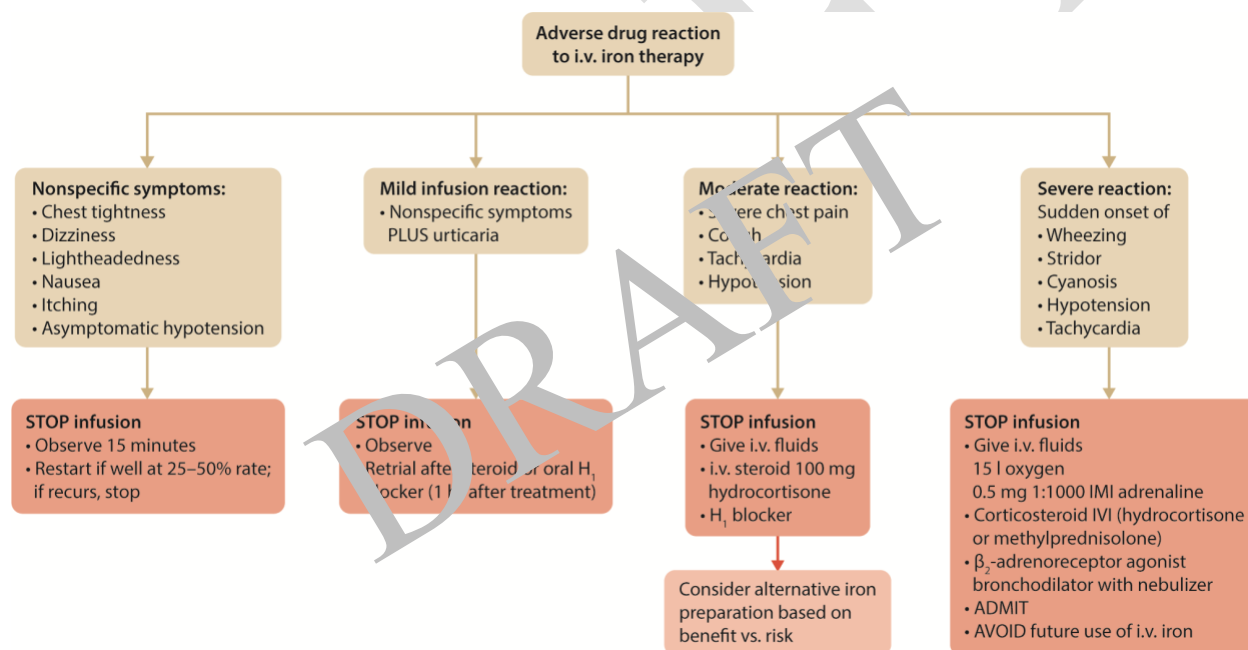 Adverse drug reaction
to i.v. iron therapy
Nonspecific symptoms:
• Chest tightness
• Dizziness
• Lightheadedness
• Nausea
• Itching
• Asymptomatic hypotension
Mild infusion reaction:
• Nonspecific symptoms
PLUS urticaria
Moderate reaction:
• Severe chest pain
• Cough
• Tachycardia
• Hypotension
Severe reaction:
Sudden onset of
• Wheezing
• Stridor
• Cyanosis
• Hypotension
• Tachycardia
STOP infusion
• Observe 15 minutes
• Restart if well at 25–50% rate;
if recurs, stop
STOP infusion
• Observe
• Retrial after steroid or oral H₁
blocker (1 h after treatment)
STOP infusion
• Give i.v. fluids
• i.v. steroid 100 mg
hydrocortisone
• H₁ blocker
Consider alternative iron
preparation based on
benefit vs. risk
STOP infusion
• Give i.v. fluids
15 l oxygen
0.5 mg 1:1000 IMI adrenaline
• Corticosteroid IVI (hydrocortisone
or methylprednisolone)
• β₂-adrenoreceptor agonist
bronchodilator with nebulizer
• ADMIT
• AVOID future use of i.v. iron
DRAFT